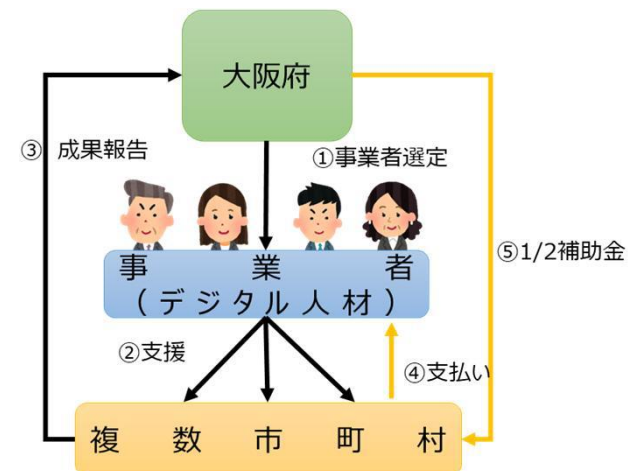 大阪府
③ 成果報告
①事業者選定
⑤1/2補助金
事業者
(デジタル人材)
②支援
④支払い
複数市町村